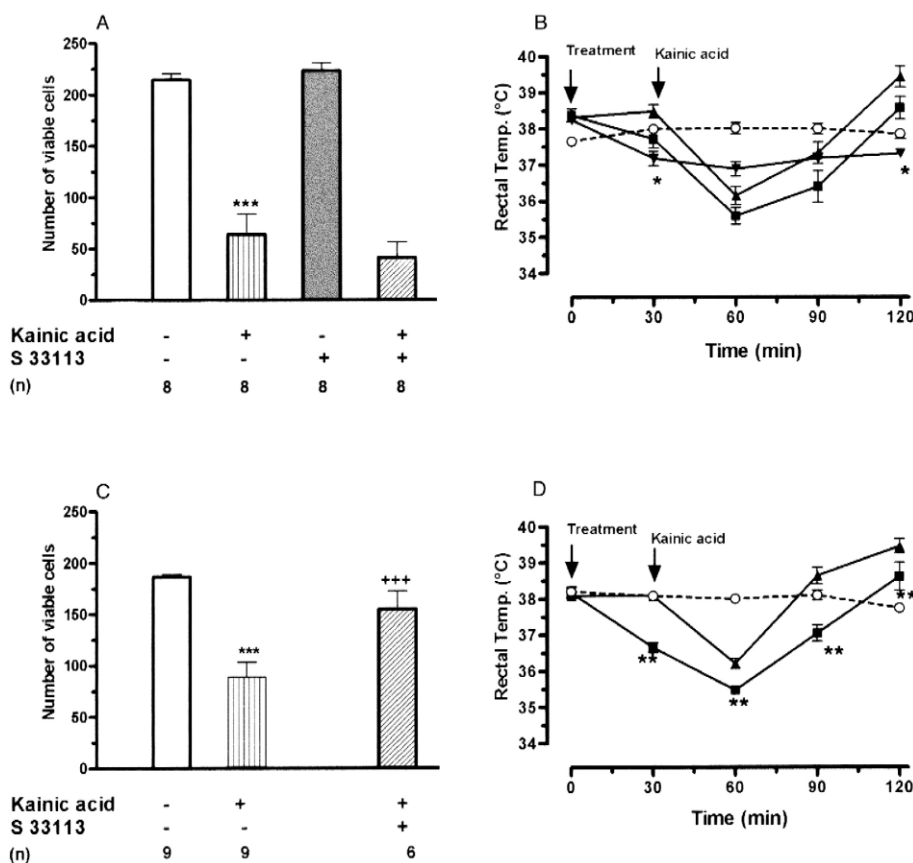 A
250
200
150
100
50
0
Number of viable cells
***
Kainic acid - + - +
S 33113 - - + +
(n) 8 8 8 8
B
Treatment
Kainic acid
40
39
38
37
36
35
34
Rectal Temp. (°C)
*
*
0 30 60 90 120
Time (min)
C
250
200
150
100
50
0
Number of viable cells
***
+++
Kainic acid - + +
S 33113 - - +
(n) 9 9 6
D
Treatment
Kainic acid
40
39
38
37
36
35
34
Rectal Temp. (°C)
**
**
**
**
0 30 60 90 120
Time (min)